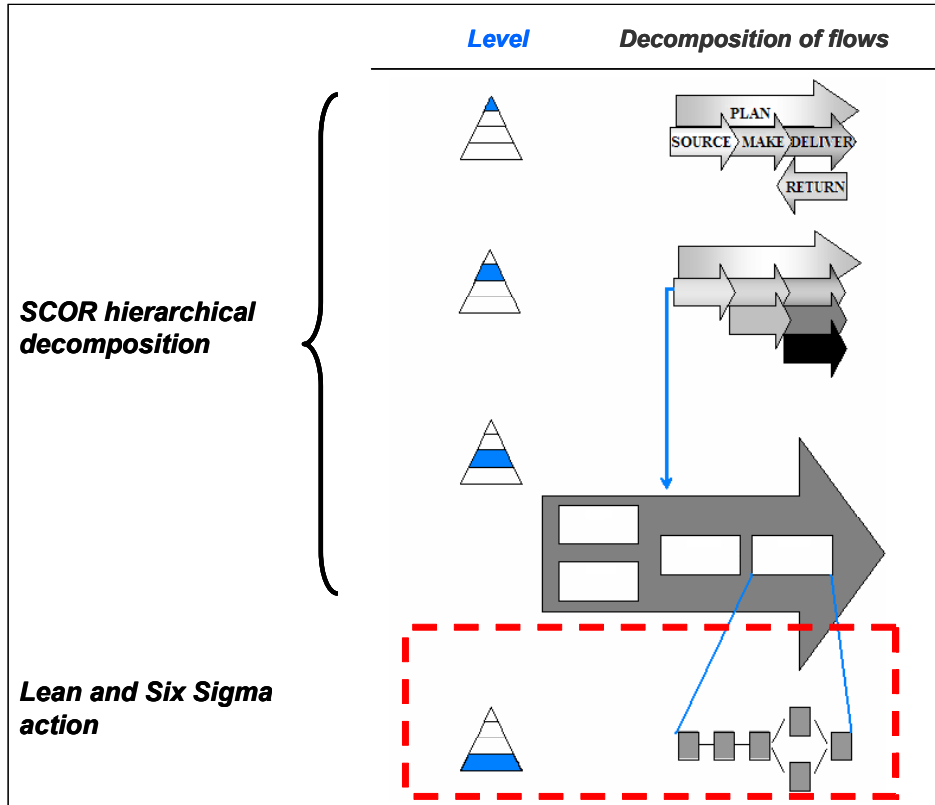 Level
Decomposition of flows
PLAN
SOURCE
MAKE
DELIVER
RETURN
SCOR hierarchical
decomposition
Lean and Six Sigma
action